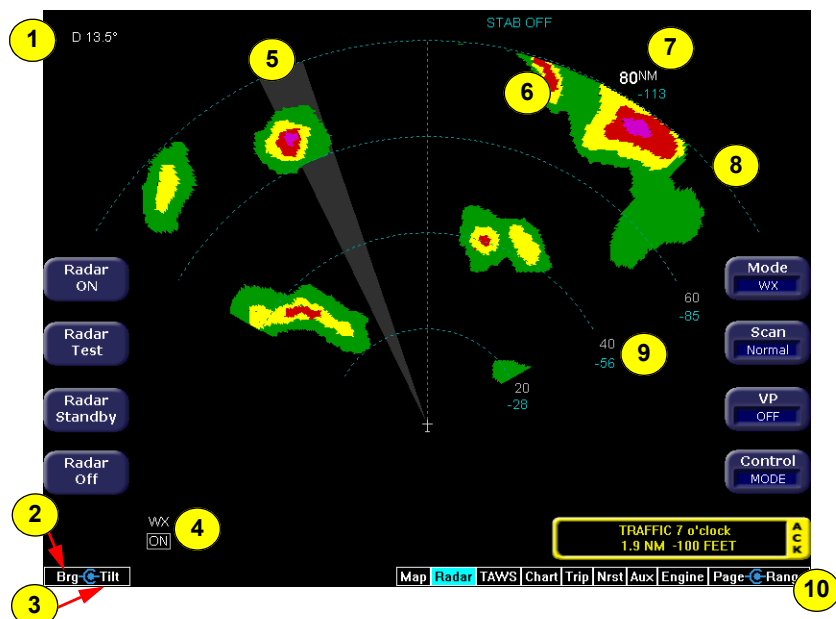 STAB OFF
1
D 13.5°
5
7
6
80NM
-113
8
Radar
ON
Mode
WX
60
-85
Radar
Test
Scan
Normal
40
-56
9
Radar
Standby
20
-28
VP
OFF
Radar
Off
Control
MODE
2
WX
ON
4
TRAFFIC 7 o'clock
1.9 NM -100 FEET
ACK
Brg Tilt
Map Radar TAWS Chart Trip Nrst Aux Engine Page Rang
3
10